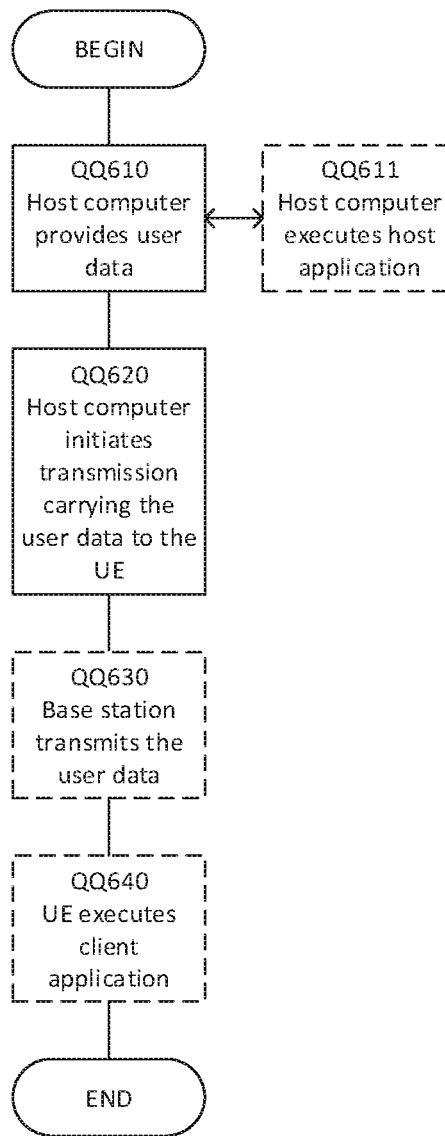 BEGIN
QQ610
Host computer
provides user
data
QQ611
Host computer
executes host
application
QQ620
Host computer
initiates
transmission
carrying the
user data to the
UE
QQ630
Base station
transmits the
user data
QQ640
UE executes
client
application
END